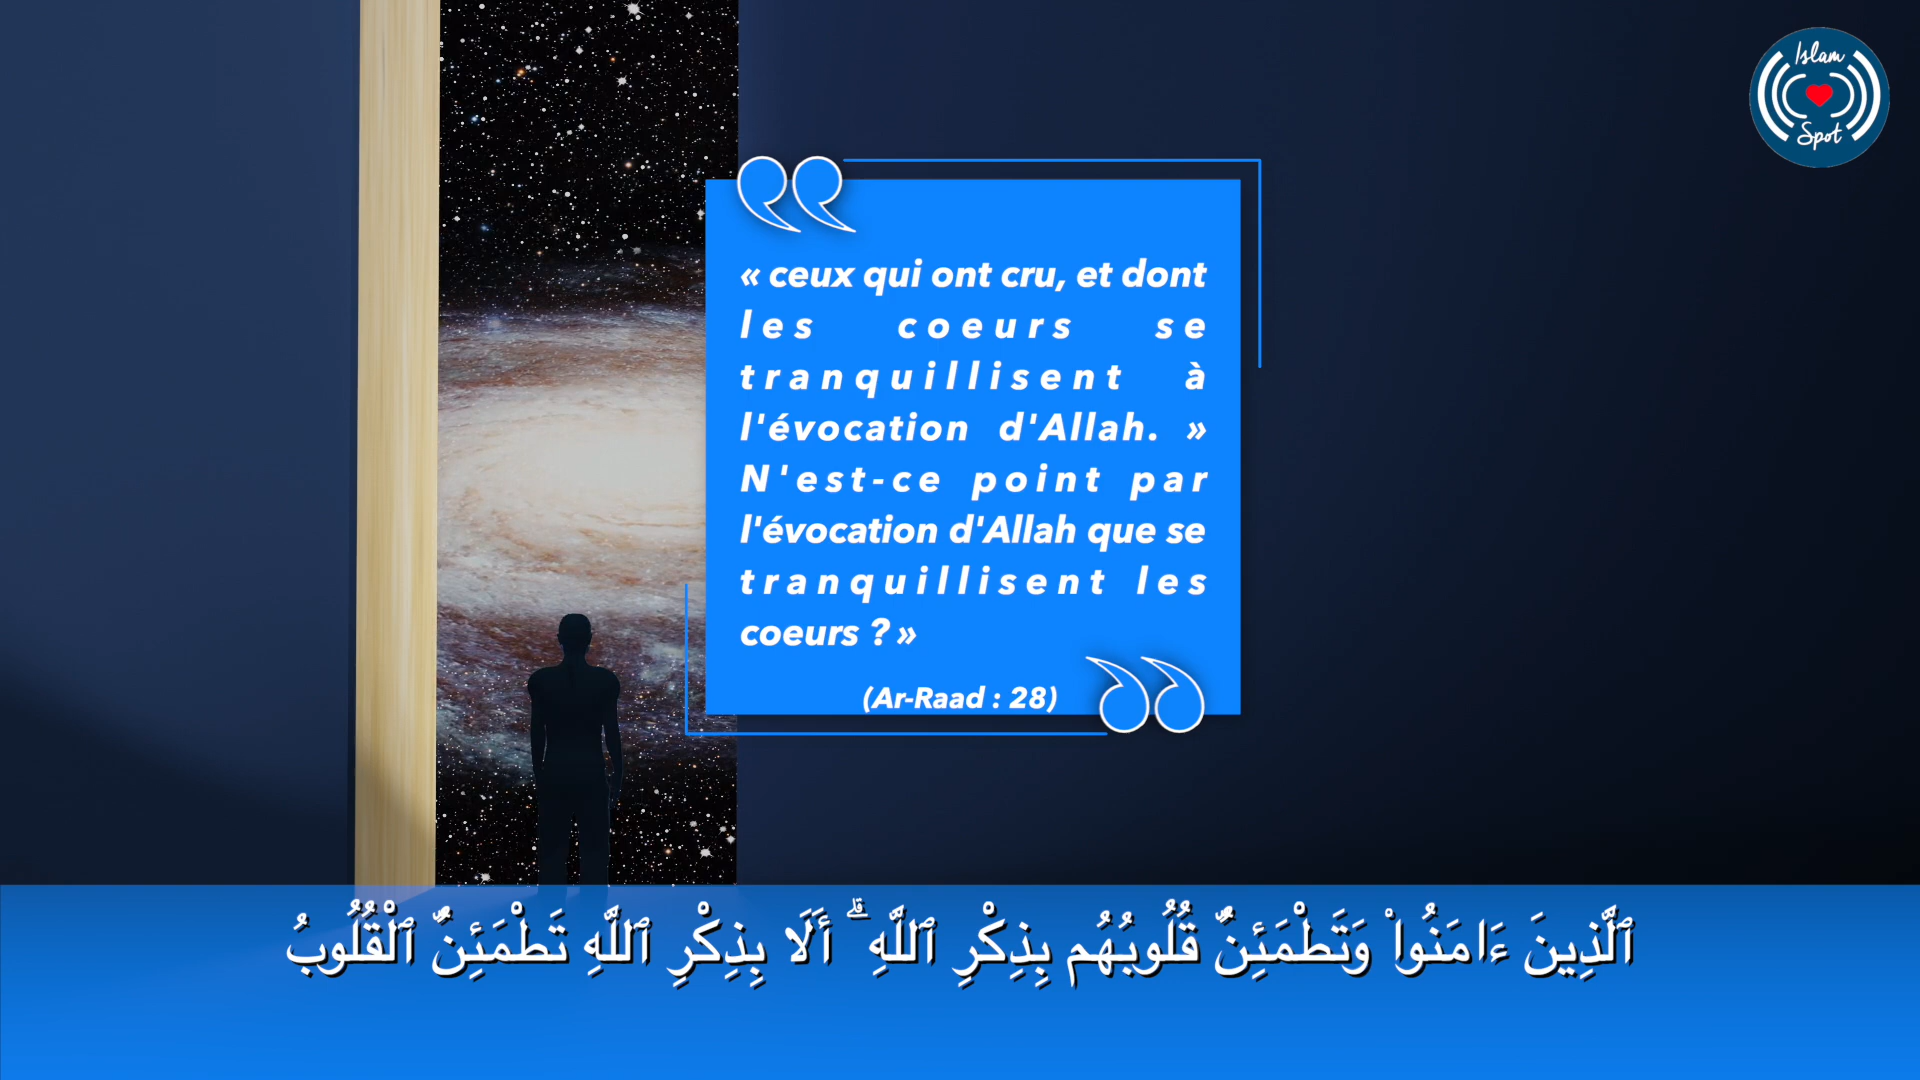 Islam
Spot
« ceux qui ont cru, et dont
les coeurs se
tranquillisent à
l'évocation d'Allah. »
N'est-ce point par
l'évocation d'Allah que se
tranquillisent les
coeurs ? »
(Ar-Raad : 28)
ٱلَّذِينَ ءَامَنُوا۟ وَتَطْمَئِنُّ قُلُوبُهُم بِذِكْرِ ٱللَّهِ ۗ أَلَا بِذِكْرِ ٱللَّهِ تَطْمَئِنُّ ٱلْقُلُوبُ